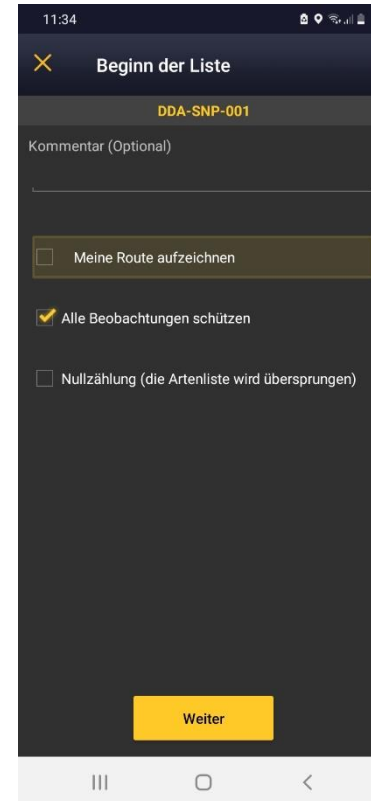 11:34
Beginn der Liste
DDA-SNP-001
Kommentar (Optional)
Meine Route aufzeichnen
Alle Beobachtungen schützen
Nullzählung (die Artenliste wird übersprungen)
Weiter